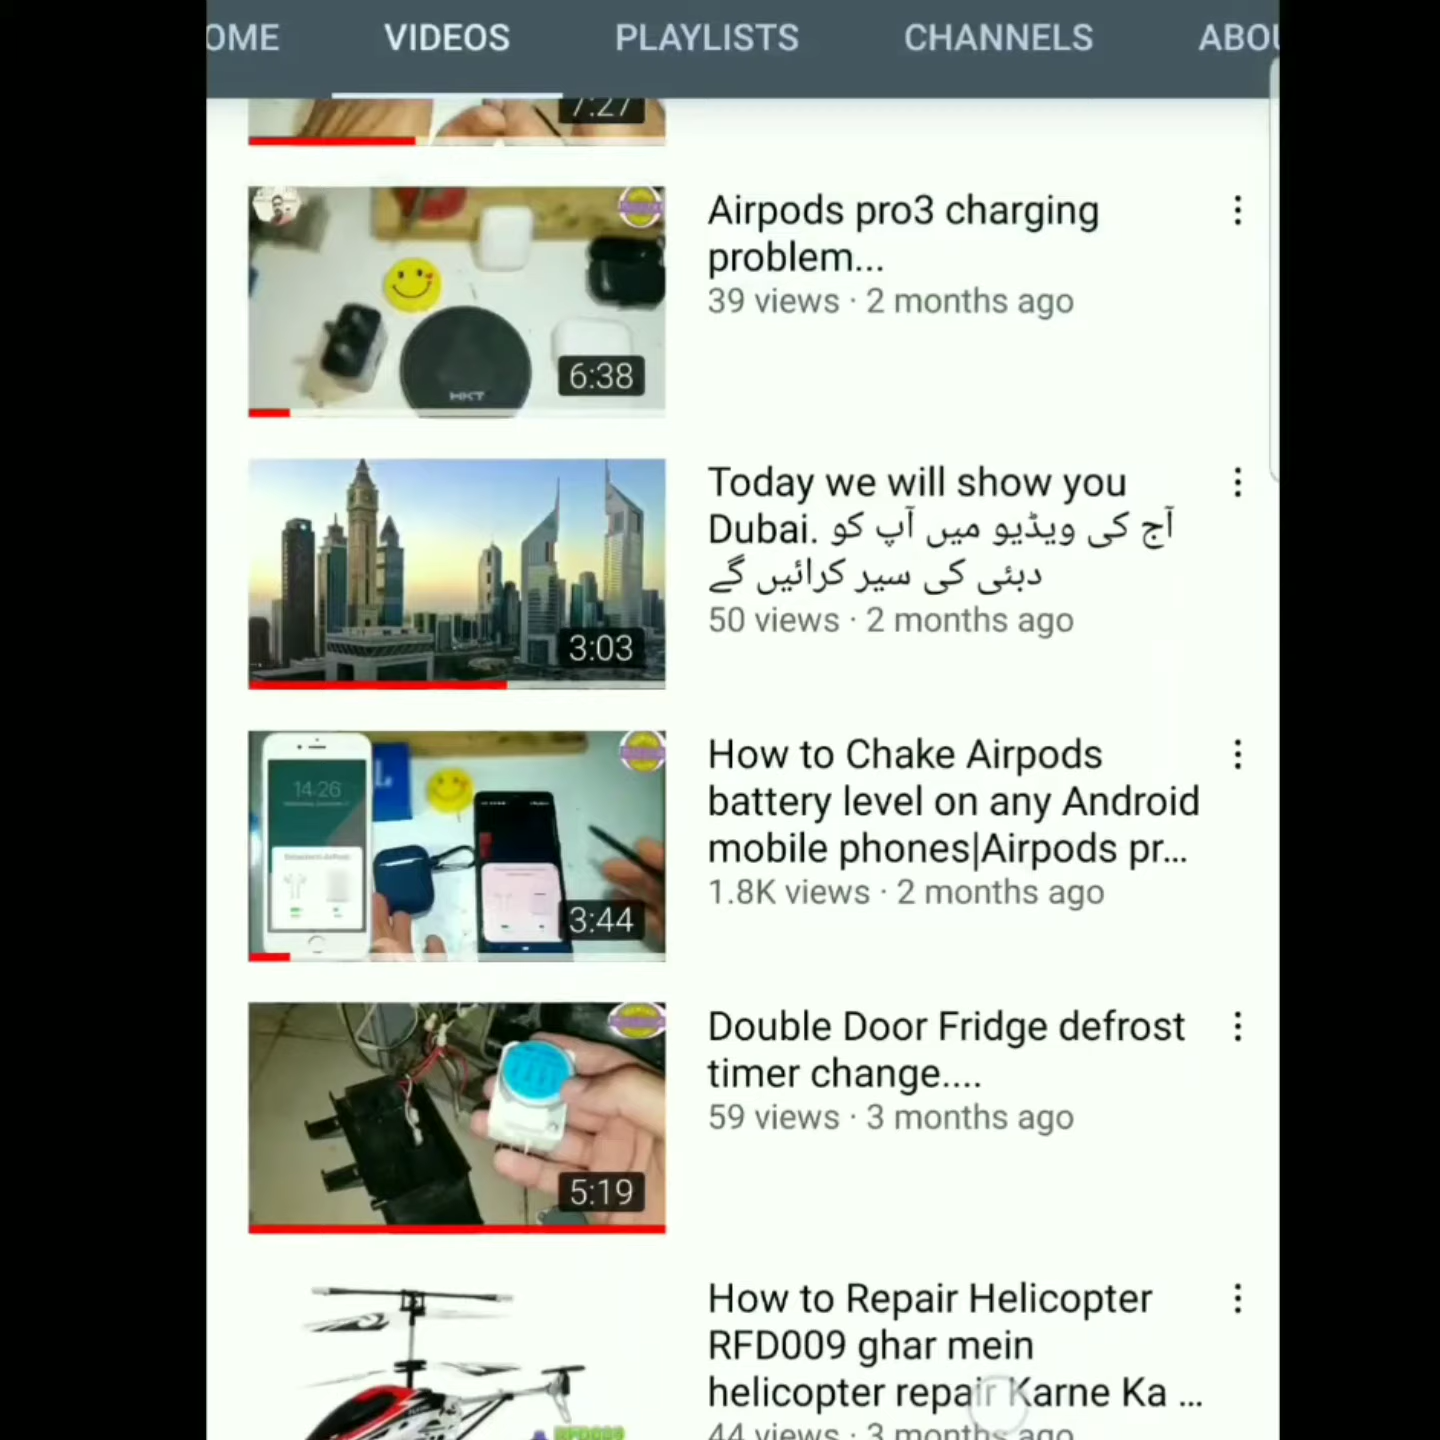 OME VIDEOS PLAYLISTS CHANNELS ABOU
7:27
Airpods pro3 charging
problem...
39 views · 2 months ago
6:38
HKT
Today we will show you
Dubai. آج کی ویڈیو میں آپ کو
دبئی کی سیر کرائیں گے
50 views · 2 months ago
3:03
How to Chake Airpods
battery level on any Android
mobile phones|Airpods pr...
1.8K views · 2 months ago
14:26
3:44
Double Door Fridge defrost
timer change....
59 views · 3 months ago
5:19
How to Repair Helicopter
RFD009 ghar mein
helicopter repair Karne Ka ...
44 views · 3 months ago
RFD009